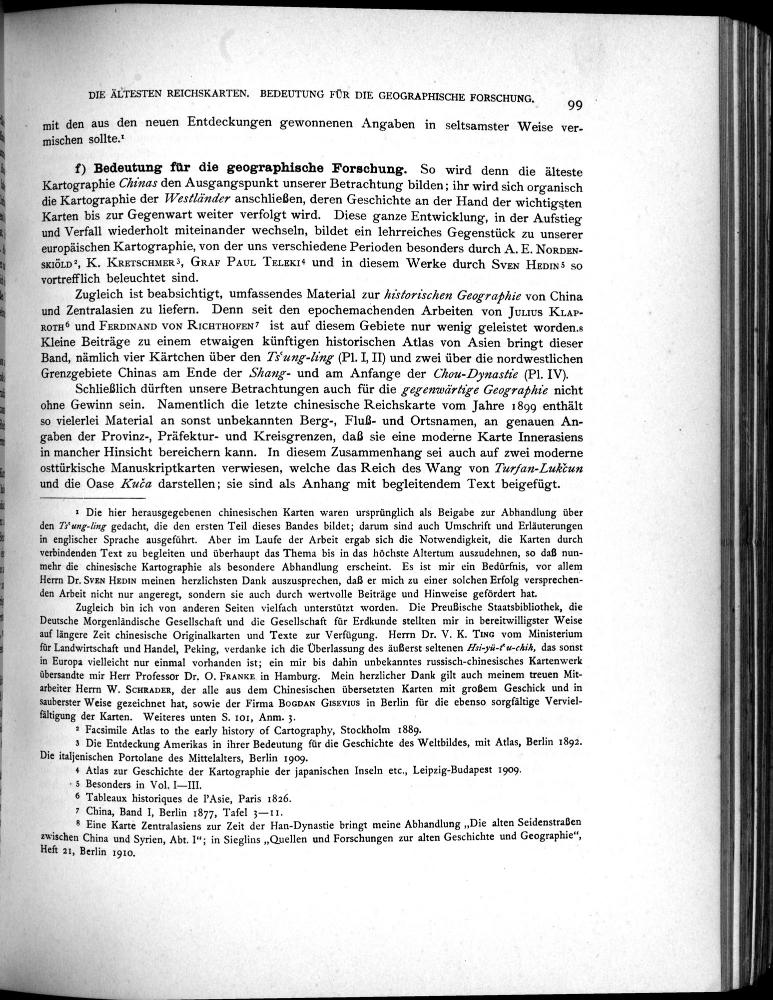 DIE ÄLTESTEN REICHSKARTEN. BEDEUTUNG FÜR DIE GEOGRAPHISCHE FORSCHUNG. 99
mit den aus den neuen Entdeckungen gewonnenen Angaben in seltsamster Weise ver-
mischen sollte.¹
f) Bedeutung für die geographische Forschung. So wird denn die älteste
Kartographie Chinas den Ausgangspunkt unserer Betrachtung bilden; ihr wird sich organisch
die Kartographie der Westländer anschließen, deren Geschichte an der Hand der wichtigsten
Karten bis zur Gegenwart weiter verfolgt wird. Diese ganze Entwicklung, in der Aufstieg
und Verfall wiederholt miteinander wechseln, bildet ein lehrreiches Gegenstück zu unserer
europäischen Kartographie, von der uns verschiedene Perioden besonders durch A. E. NORDEN-
SKIÖLD², K. KRETSCHMER³, GRAF PAUL TELEKI⁴ und in diesem Werke durch SVEN HEDIN⁵ so
vortrefflich beleuchtet sind.
Zugleich ist beabsichtigt, umfassendes Material zur historischen Geographie von China
und Zentralasien zu liefern. Denn seit den epochemachenden Arbeiten von JULIUS KLAP-
ROTH⁶ und FERDINAND VON RICHTHOFEN⁷ ist auf diesem Gebiete nur wenig geleistet worden.⁸
Kleine Beiträge zu einem etwaigen künftigen historischen Atlas von Asien bringt dieser
Band, nämlich vier Kärtchen über den Ts‘ung-ling (Pl. I, II) und zwei über die nordwestlichen
Grenzgebiete Chinas am Ende der Shang- und am Anfange der Chou-Dynastie (Pl. IV).
Schließlich dürften unsere Betrachtungen auch für die gegenwärtige Geographie nicht
ohne Gewinn sein. Namentlich die letzte chinesische Reichskarte vom Jahre 1899 enthält
so vielerlei Material an sonst unbekannten Berg-, Fluß- und Ortsnamen, an genauen An-
gaben der Provinz-, Präfektur- und Kreisgrenzen, daß sie eine moderne Karte Innerasiens
in mancher Hinsicht bereichern kann. In diesem Zusammenhang sei auch auf zwei moderne
osttürkische Manuskriptkarten verwiesen, welche das Reich des Wang von Turfan-Lukčun
und die Oase Kuča darstellen; sie sind als Anhang mit begleitendem Text beigefügt.
¹ Die hier herausgegebenen chinesischen Karten waren ursprünglich als Beigabe zur Abhandlung über
den Ts‘ung-ling gedacht, die den ersten Teil dieses Bandes bildet; darum sind auch Umschrift und Erläuterungen
in englischer Sprache ausgeführt. Aber im Laufe der Arbeit ergab sich die Notwendigkeit, die Karten durch
verbindenden Text zu begleiten und überhaupt das Thema bis in das höchste Altertum auszudehnen, so daß nun-
mehr die chinesische Kartographie als besondere Abhandlung erscheint. Es ist mir ein Bedürfnis, vor allem
Herrn Dr. SVEN HEDIN meinen herzlichsten Dank auszusprechen, daß er mich zu einer solchen Erfolg versprechen-
den Arbeit nicht nur angeregt, sondern sie auch durch wertvolle Beiträge und Hinweise gefördert hat.
Zugleich bin ich von anderen Seiten vielfach unterstützt worden. Die Preußische Staatsbibliothek, die
Deutsche Morgenländische Gesellschaft und die Gesellschaft für Erdkunde stellten mir in bereitwilligster Weise
auf längere Zeit chinesische Originalkarten und Texte zur Verfügung. Herrn Dr. V. K. TING vom Ministerium
für Landwirtschaft und Handel, Peking, verdanke ich die Überlassung des äußerst seltenen Hsi-yü-t‘u-chih, das sonst
in Europa vielleicht nur einmal vorhanden ist; ein mir bis dahin unbekanntes russisch-chinesisches Kartenwerk
übersandte mir Herr Professor Dr. O. FRANKE in Hamburg. Mein herzlicher Dank gilt auch meinem treuen Mit-
arbeiter Herrn W. SCHRADER, der alle aus dem Chinesischen übersetzten Karten mit großem Geschick und in
sauberster Weise gezeichnet hat, sowie der Firma BOGDAN GISEVIUS in Berlin für die ebenso sorgfältige Verviel-
fältigung der Karten. Weiteres unten S. 101, Anm. 3.
² Facsimile Atlas to the early history of Cartography, Stockholm 1889.
³ Die Entdeckung Amerikas in ihrer Bedeutung für die Geschichte des Weltbildes, mit Atlas, Berlin 1892.
Die italjenischen Portolane des Mittelalters, Berlin 1909.
⁴ Atlas zur Geschichte der Kartographie der japanischen Inseln etc., Leipzig-Budapest 1909.
⁵ Besonders in Vol. I—III.
⁶ Tableaux historiques de l'Asie, Paris 1826.
⁷ China, Band I, Berlin 1877, Tafel 3—11.
⁸ Eine Karte Zentralasiens zur Zeit der Han-Dynastie bringt meine Abhandlung „Die alten Seidenstraßen
zwischen China und Syrien, Abt. I“; in Sieglins „Quellen und Forschungen zur alten Geschichte und Geographie“,
Heft 21, Berlin 1910.